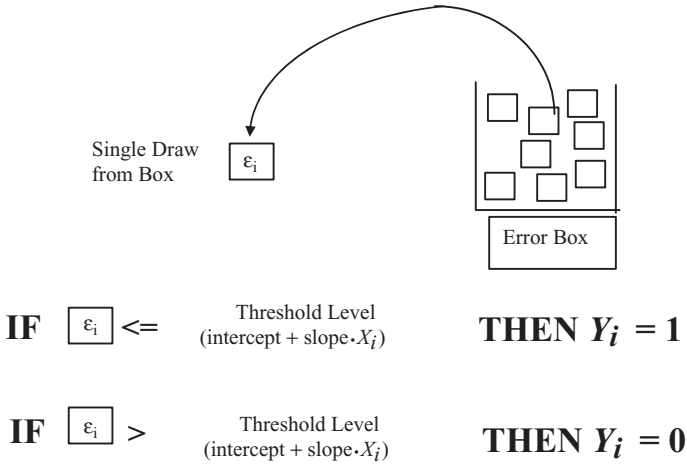 Single Draw
from Box
εi
Error Box
IF εi <= Threshold Level
(intercept + slope·Xi)
THEN Yi = 1
IF εi > Threshold Level
(intercept + slope·Xi)
THEN Yi = 0